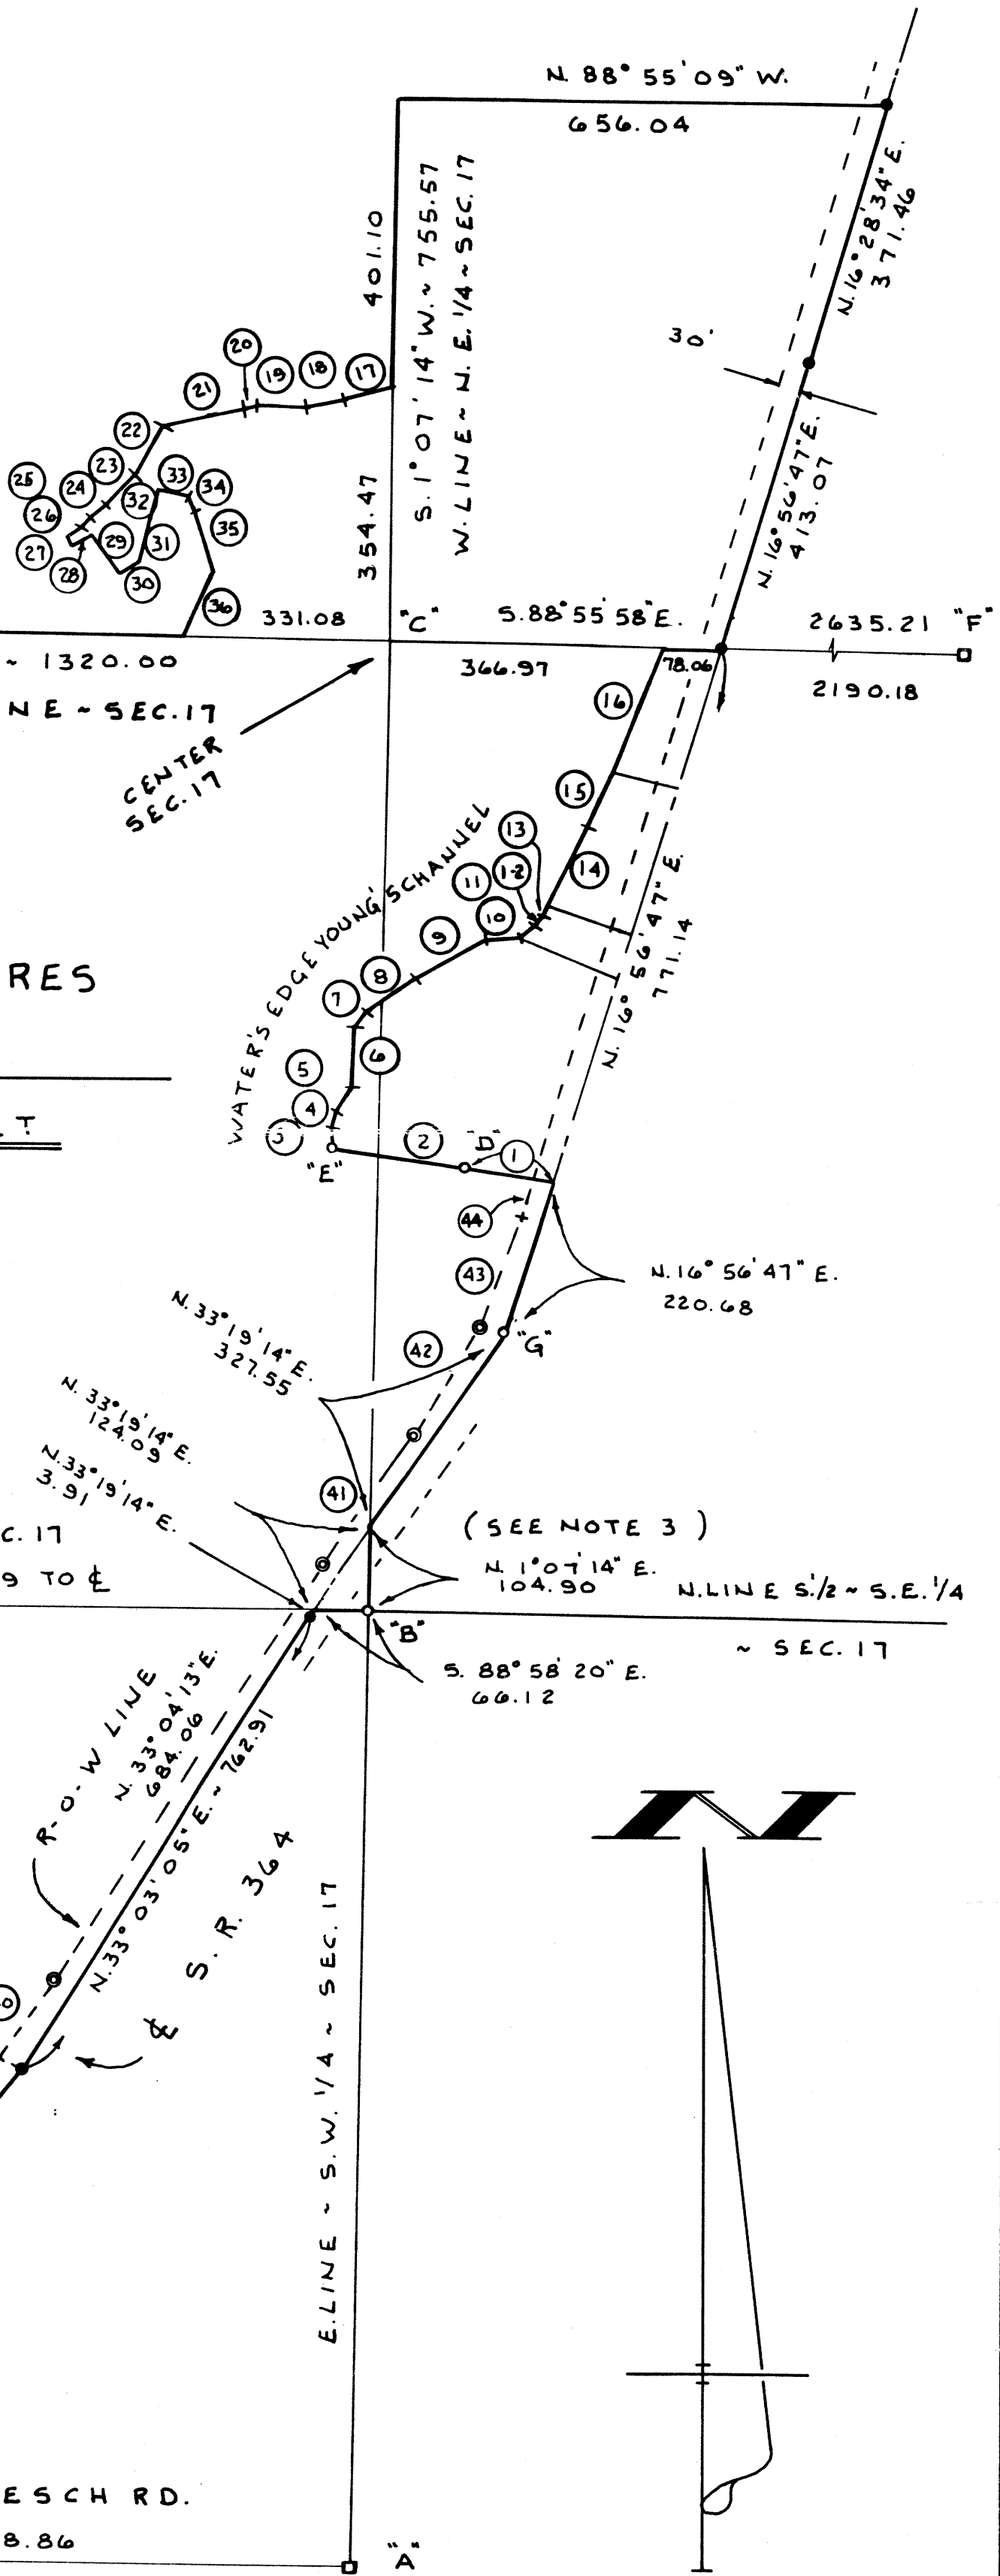 N. 88° 55' 09" W.
656.04
N. 16° 28' 34" E.
371.46
401.10
S. 1° 07' 14" W. ~ 755.57
W. LINE ~ N. E. 1/4 ~ SEC. 17
30'
20
19
18
17
21
22
23
24
25
26
27
28
29
30
31
32
33
34
35
36
354.47
N. 16° 56' 47" E.
413.07
331.08
"C"
S. 88° 55' 58" E.
2635.21 "F"
~ 1320.00
366.97
78.06
2190.18
N E ~ SEC. 17
CENTER
SEC. 17
16
15
13
14
1-2
11
10
9
8
7
6
5
4
WATER'S EDGE YOUNG'S CHANNEL
N. 16° 56' 47" E.
771.14
RES
T
2
"D"
1
"E"
44
43
N. 16° 56' 47" E.
220.68
"G"
42
N. 33° 19' 14" E.
327.55
N. 33° 19' 14" E.
124.09
N. 33° 19' 14" E.
3.91
41
(SEE NOTE 3)
C. 17
9 TO ℄
N. 1° 07' 14" E.
104.90
N. LINE S. 1/2 ~ S. E. 1/4
~ SEC. 17
"B"
S. 88° 58' 20" E.
66.12
R-O-W LINE
N. 33° 04' 13" E.
684.06
N. 33° 03' 05" E. ~ 762.91
℄ S. R. 364
E. LINE ~ S. W. 1/4 ~ SEC. 17
N
ESCH RD.
8.86
"A"